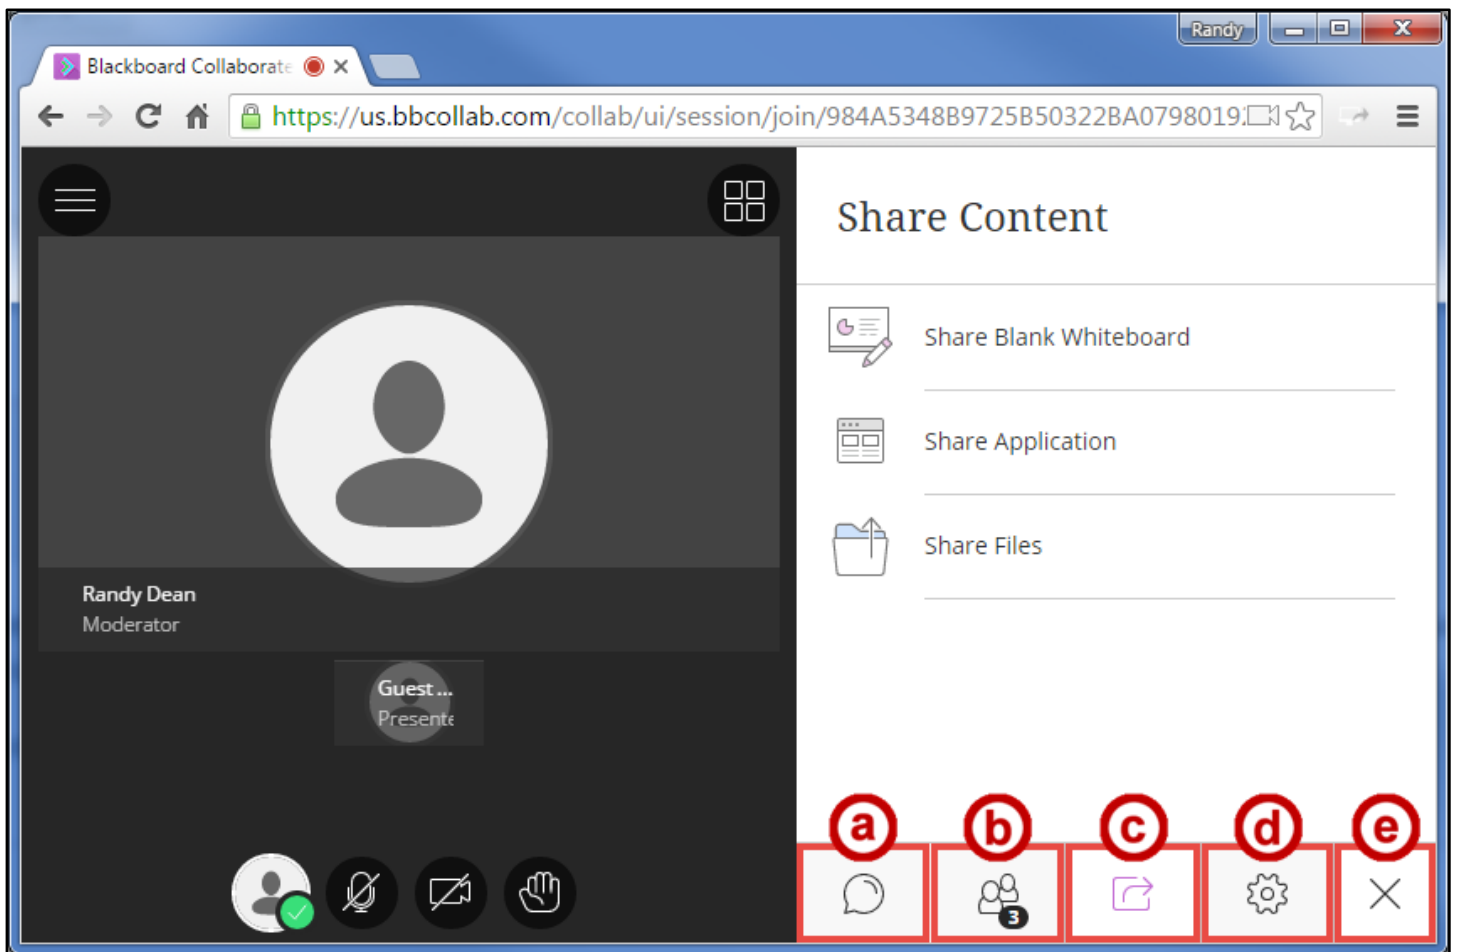 Randy
Blackboard Collaborate
https://us.bbcollab.com/collab/ui/session/join/984A5348B9725B50322BA0798019
Share Content
Share Blank Whiteboard
Share Application
Share Files
Randy Dean
Moderator
Guest ...
Presente
a b c d e
3